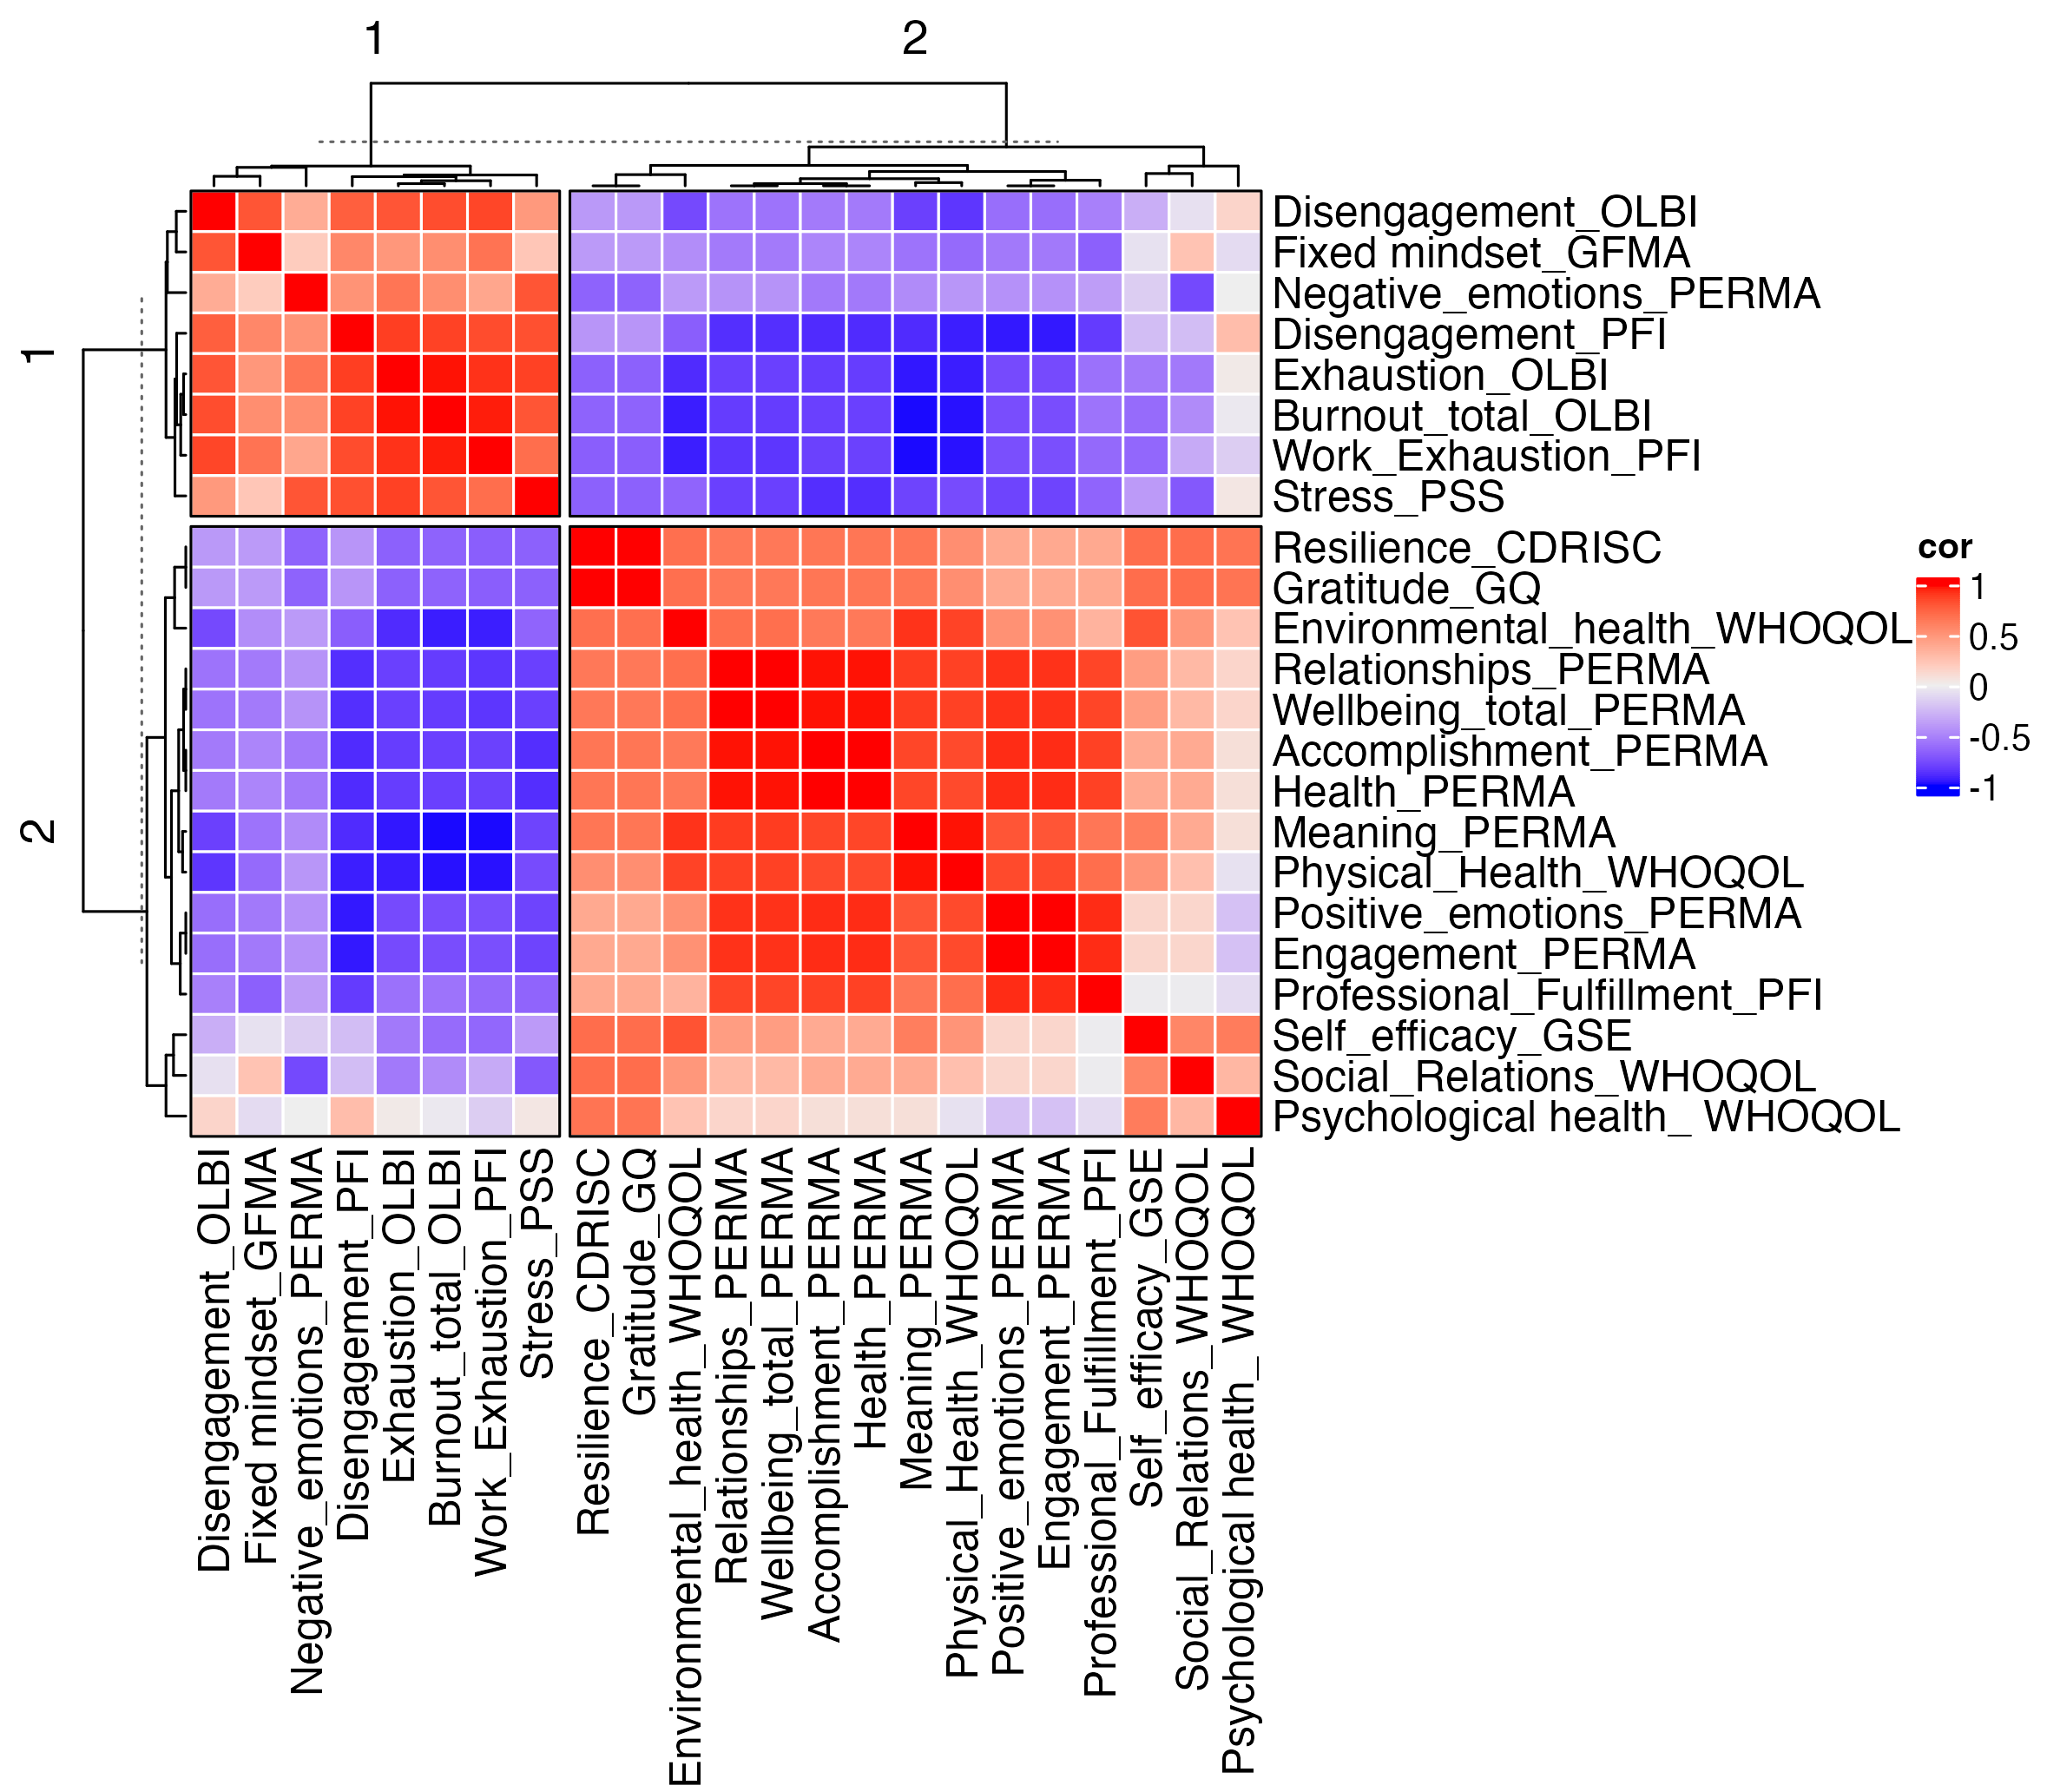 1
2
1
2
Disengagement_OLBI
Fixed mindset_GFMA
Negative_emotions_PERMA
Disengagement_PFI
Exhaustion_OLBI
Burnout_total_OLBI
Work_Exhaustion_PFI
Stress_PSS
Resilience_CDRISC
Gratitude_GQ
Environmental_health_WHOQOL
Relationships_PERMA
Wellbeing_total_PERMA
Accomplishment_PERMA
Health_PERMA
Meaning_PERMA
Physical_Health_WHOQOL
Positive_emotions_PERMA
Engagement_PERMA
Professional_Fulfillment_PFI
Self_efficacy_GSE
Social_Relations_WHOQOL
Psychological health_ WHOQOL
cor
1
0.5
0
-0.5
-1
Disengagement_OLBI
Fixed mindset_GFMA
Negative_emotions_PERMA
Disengagement_PFI
Exhaustion_OLBI
Burnout_total_OLBI
Work_Exhaustion_PFI
Stress_PSS
Resilience_CDRISC
Gratitude_GQ
Environmental_health_WHOQOL
Relationships_PERMA
Wellbeing_total_PERMA
Accomplishment_PERMA
Health_PERMA
Meaning_PERMA
Physical_Health_WHOQOL
Positive_emotions_PERMA
Engagement_PERMA
Professional_Fulfillment_PFI
Self_efficacy_GSE
Social_Relations_WHOQOL
Psychological health_ WHOQOL